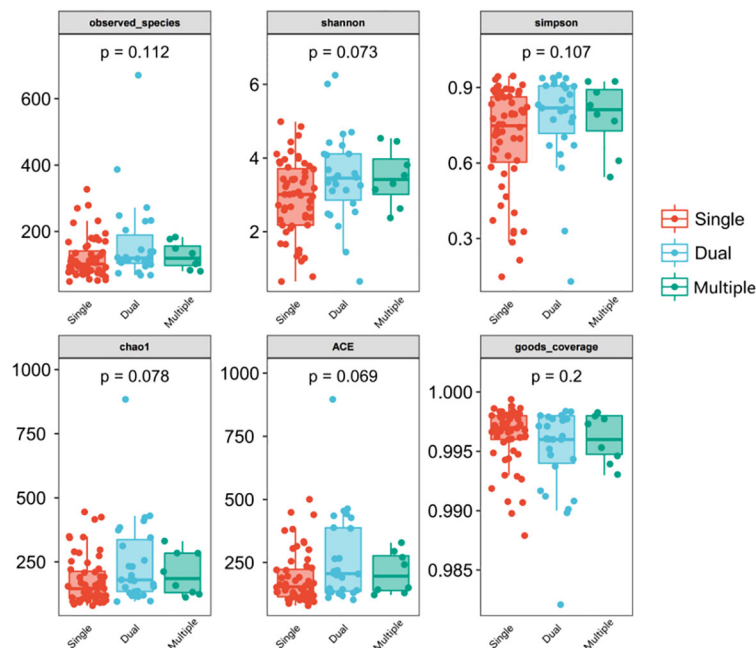 observed_species
p = 0.112
600
400
200
Single
Dual
Multiple
shannon
p = 0.073
6
4
2
Single
Dual
Multiple
simpson
p = 0.107
0.9
0.6
0.3
Single
Dual
Multiple
Single
Dual
Multiple
chao1
p = 0.078
1000
750
500
250
Single
Dual
Multiple
ACE
p = 0.069
1000
750
500
250
Single
Dual
Multiple
goods_coverage
p = 0.2
1.000
0.995
0.990
0.985
Single
Dual
Multiple